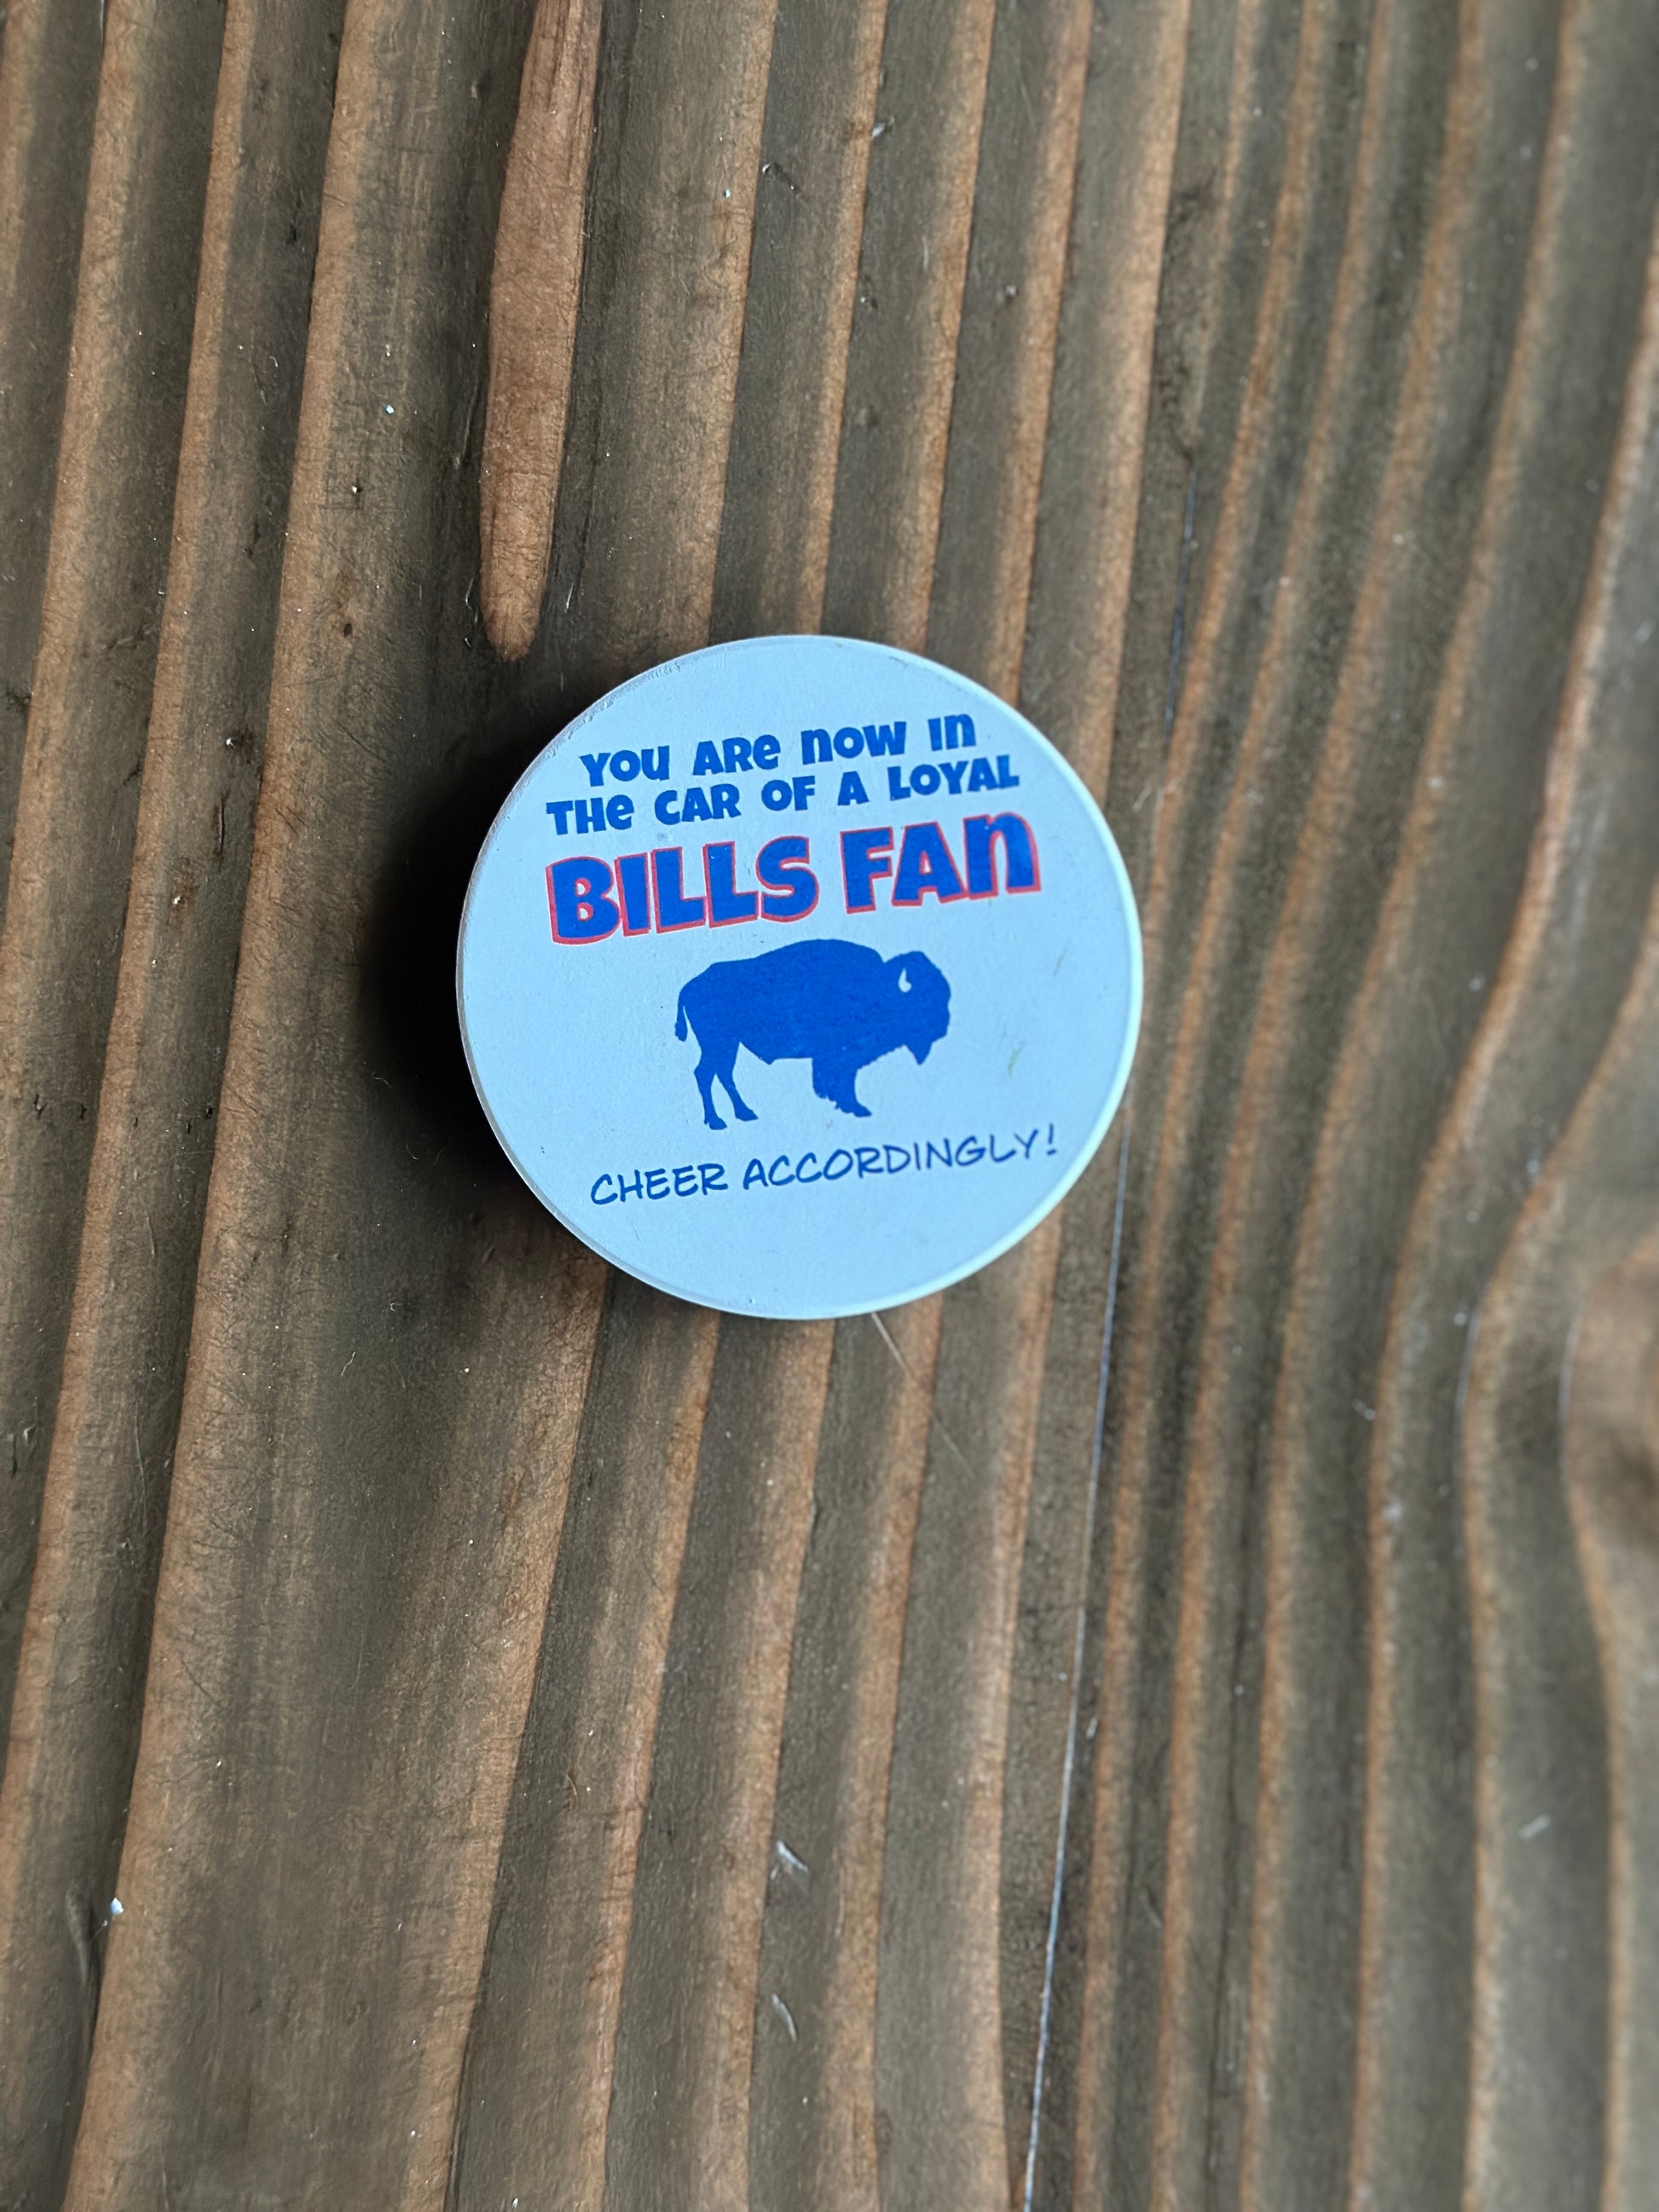 YOU ARe nOW In
THe CAR OF A LOYAL
BILLS FAn
CHEER ACCORDINGLY!